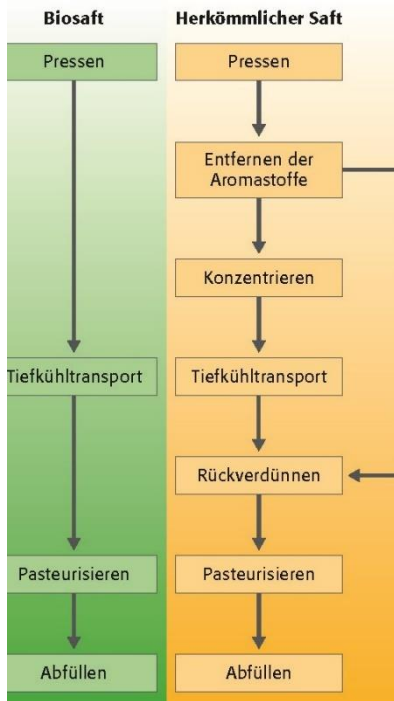 Biosaft
Pressen
Tiefkühltransport
Pasteurisieren
Abfüllen
Herkömmlicher Saft
Pressen
Entfernen der
Aromastoffe
Konzentrieren
Tiefkühltransport
Rückverdünnen
Pasteurisieren
Abfüllen